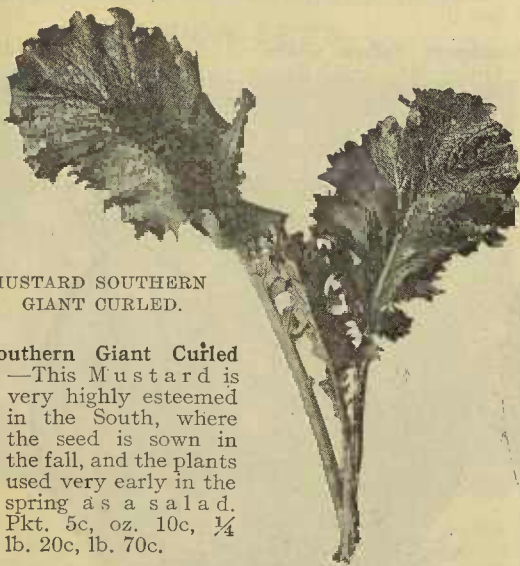 MUSTARD SOUTHERN
GIANT CURLED.
outhern Giant Curled
—This Mustard is
very highly esteemed
in the South, where
the seed is sown in
the fall, and the plants
used very early in the
spring as a salad.
Pkt. 5c, oz. 10c, ¼
lb. 20c, lb. 70c.